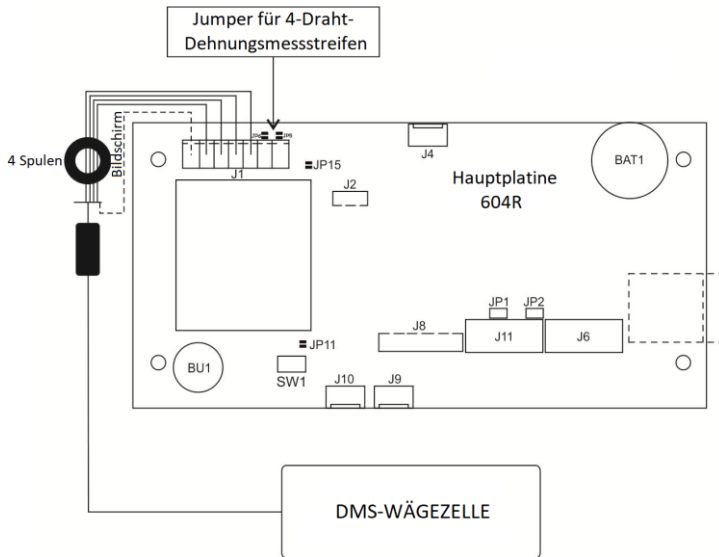 Jumper für 4-Draht-
Dehnungsmessstreifen
4 Spulen
Bildschirm
J1
JP15
J2
J4
Hauptplatine
604R
BAT1
JP1
JP2
J8
J11
J6
JP11
BU1
SW1
J10
J9
DMS-WÄGEZELLE